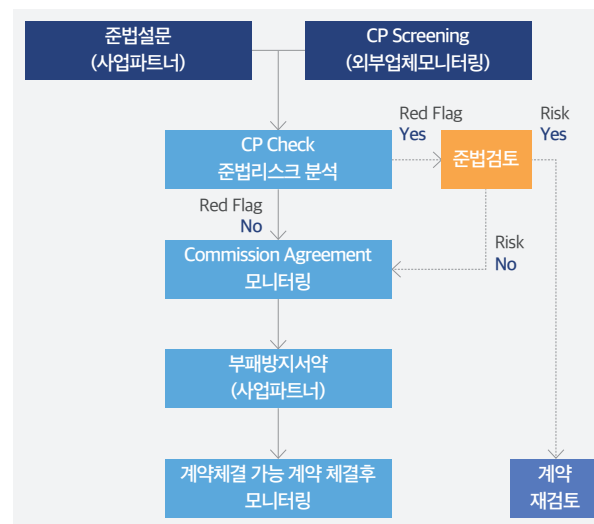 준법설문
(사업파트너)
CP Screening
(외부업체모니터링)
CP Check
준법리스크 분석
Red Flag
Yes
준법검토
Risk
Yes
Red Flag
No
Risk
No
Commission Agreement
모니터링
부패방지서약
(사업파트너)
계약체결 가능 계약 체결후
모니터링
계약
재검토